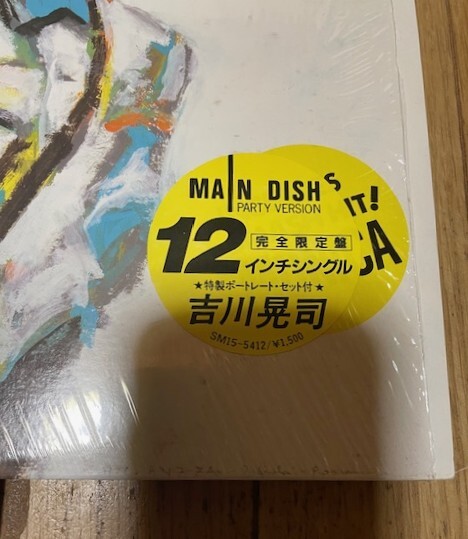 MAIN DISH
PARTY VERSION
12
完全限定盤
インチシングル
★特製ポートレート・セット付★
吉川晃司
SM15-5412/¥1,500
S
IT!
CA